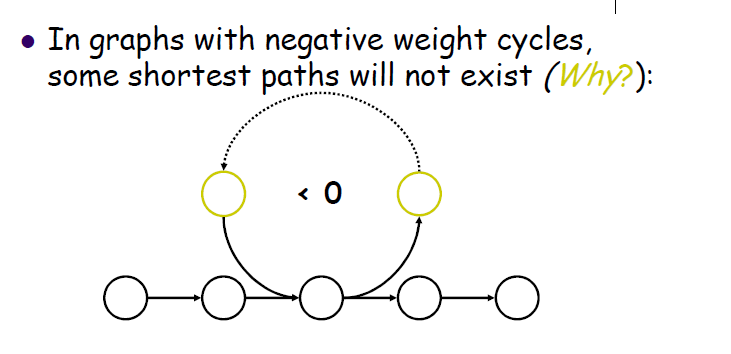 • In graphs with negative weight cycles,
some shortest paths will not exist (Why?):
< 0